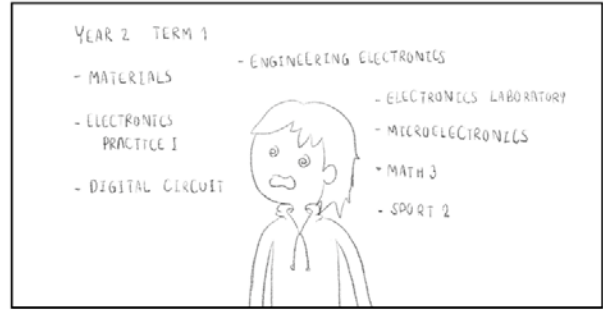 YEAR 2 TERM 1
- MATERIALS
- ELECTRONICS
PRACTICE I
- DIGITAL CIRCUIT
- ENGINEERING ELECTRONICS
- ELECTRONICS LABORATORY
- MICROELECTRONICS
- MATH 3
- SPORT 2